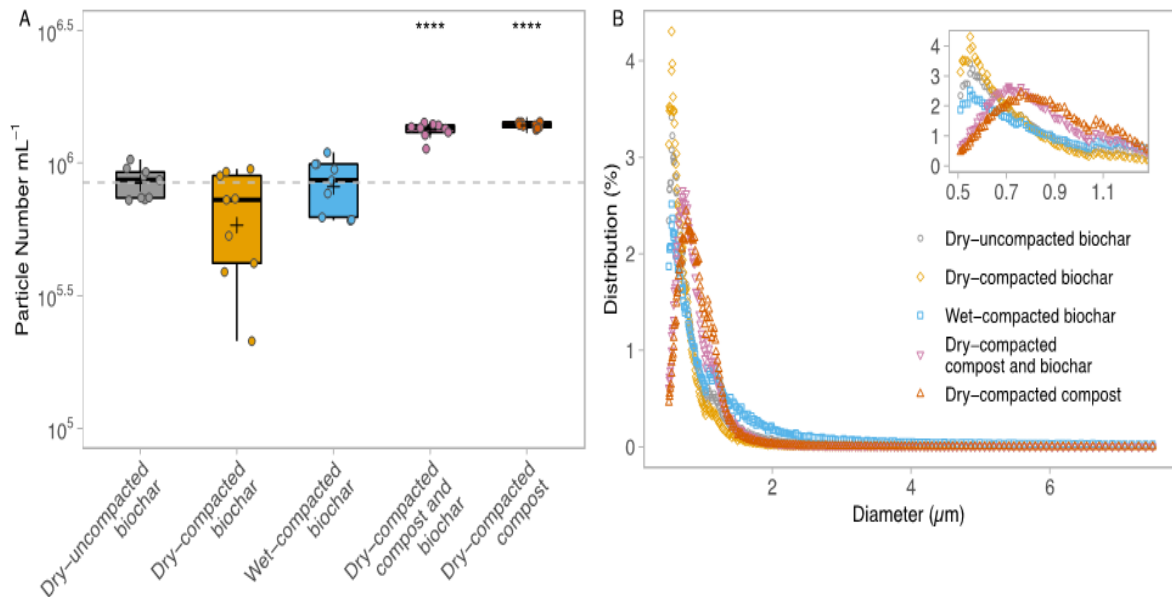 A
Particle Number mL⁻¹
10^6.5
10^6
10^5.5
10^5
****
****
Dry−uncompacted
biochar
Dry−compacted
biochar
Wet−compacted
biochar
Dry−compacted
compost and
biochar
Dry−compacted
compost
B
Distribution (%)
4
3
2
1
0
2
4
6
Diameter (µm)
4
3
2
1
0
0.5
0.7
0.9
1.1
Dry−uncompacted biochar
Dry−compacted biochar
Wet−compacted biochar
Dry−compacted
compost and biochar
Dry−compacted compost